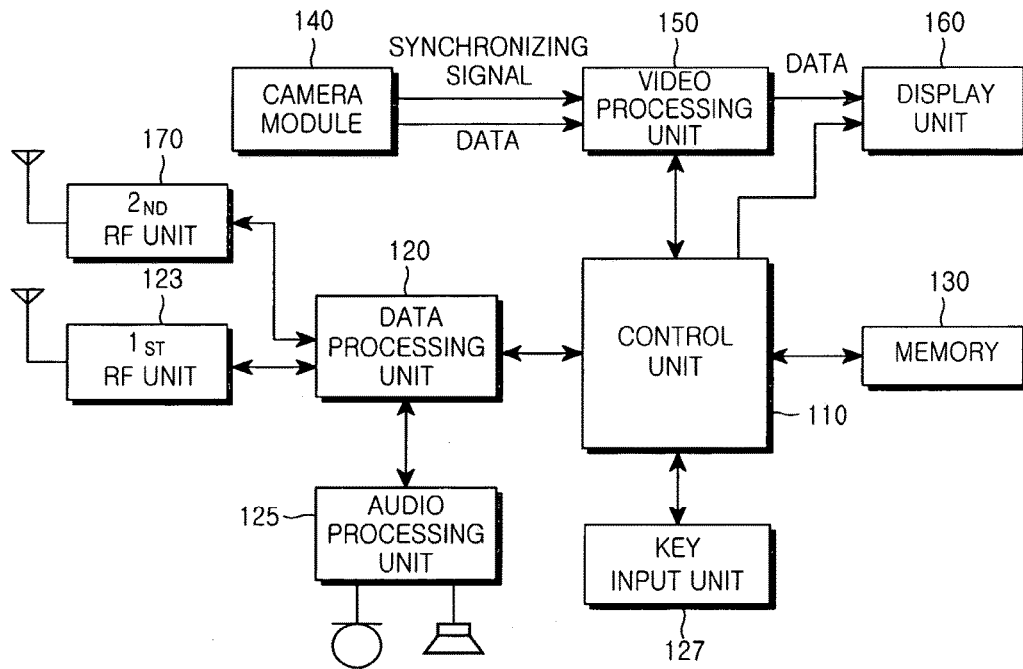 140
SYNCHRONIZING
SIGNAL
150
160
CAMERA
MODULE
DATA
VIDEO
PROCESSING
UNIT
DATA
DISPLAY
UNIT
170
2ND
RF UNIT
123
1ST
RF UNIT
120
DATA
PROCESSING
UNIT
CONTROL
UNIT
110
130
MEMORY
125
AUDIO
PROCESSING
UNIT
KEY
INPUT UNIT
127